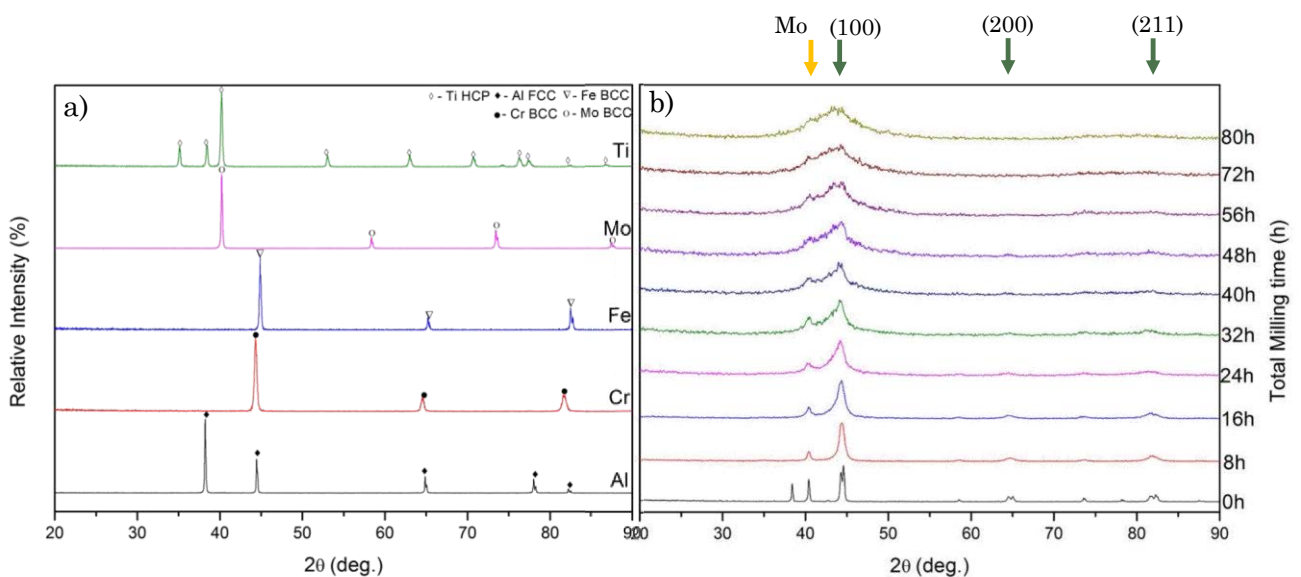 Mo (100) (200) (211)
a)
◊ - Ti HCP ♦ - Al FCC ∇ - Fe BCC
● - Cr BCC o - Mo BCC
Ti
Mo
Fe
Cr
Al
Relative Intensity (%)
20 30 40 50 60 70 80 90
2θ (deg.)
b)
80h
72h
56h
48h
40h
32h
24h
16h
8h
0h
Total Milling time (h)
20 30 40 50 60 70 80 90
2θ (deg.)